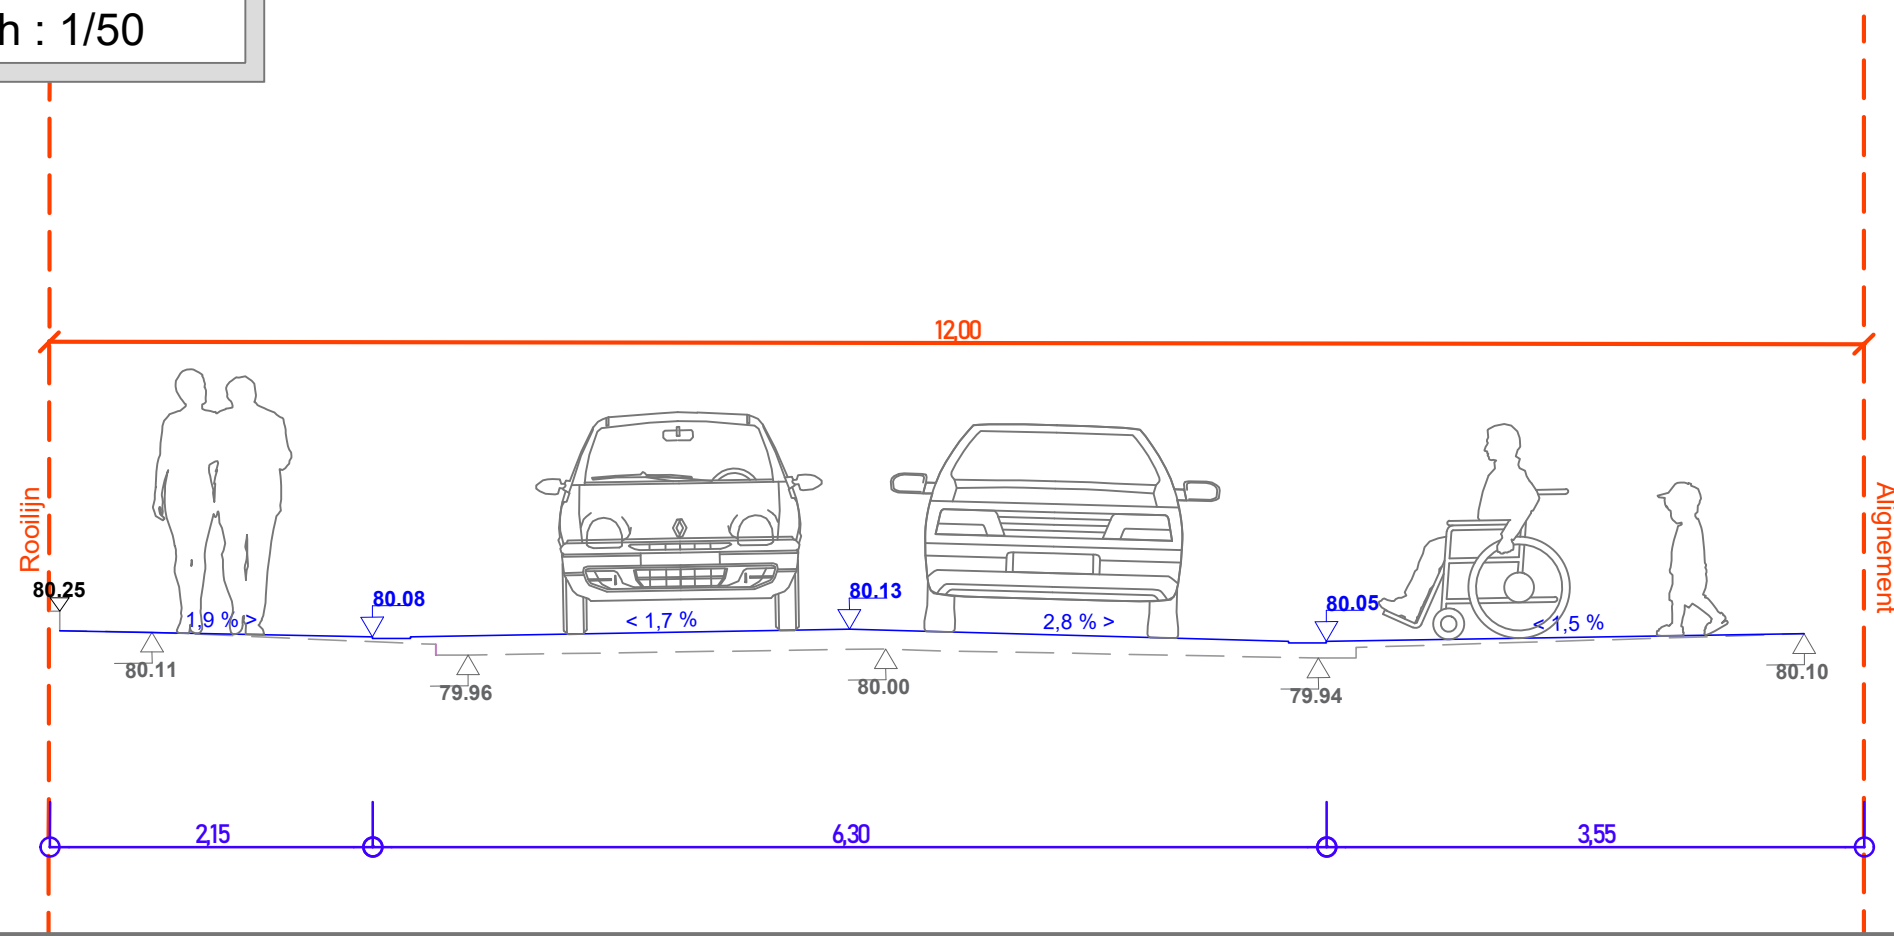 h : 1/50
12,00
Rooilijn
Alignement
80.25
80.08
80.13
80.05
1,9 % >
< 1,7 %
2,8 % >
< 1,5 %
80.11
79.96
80.00
79.94
80.10
2,15
6,30
3,55